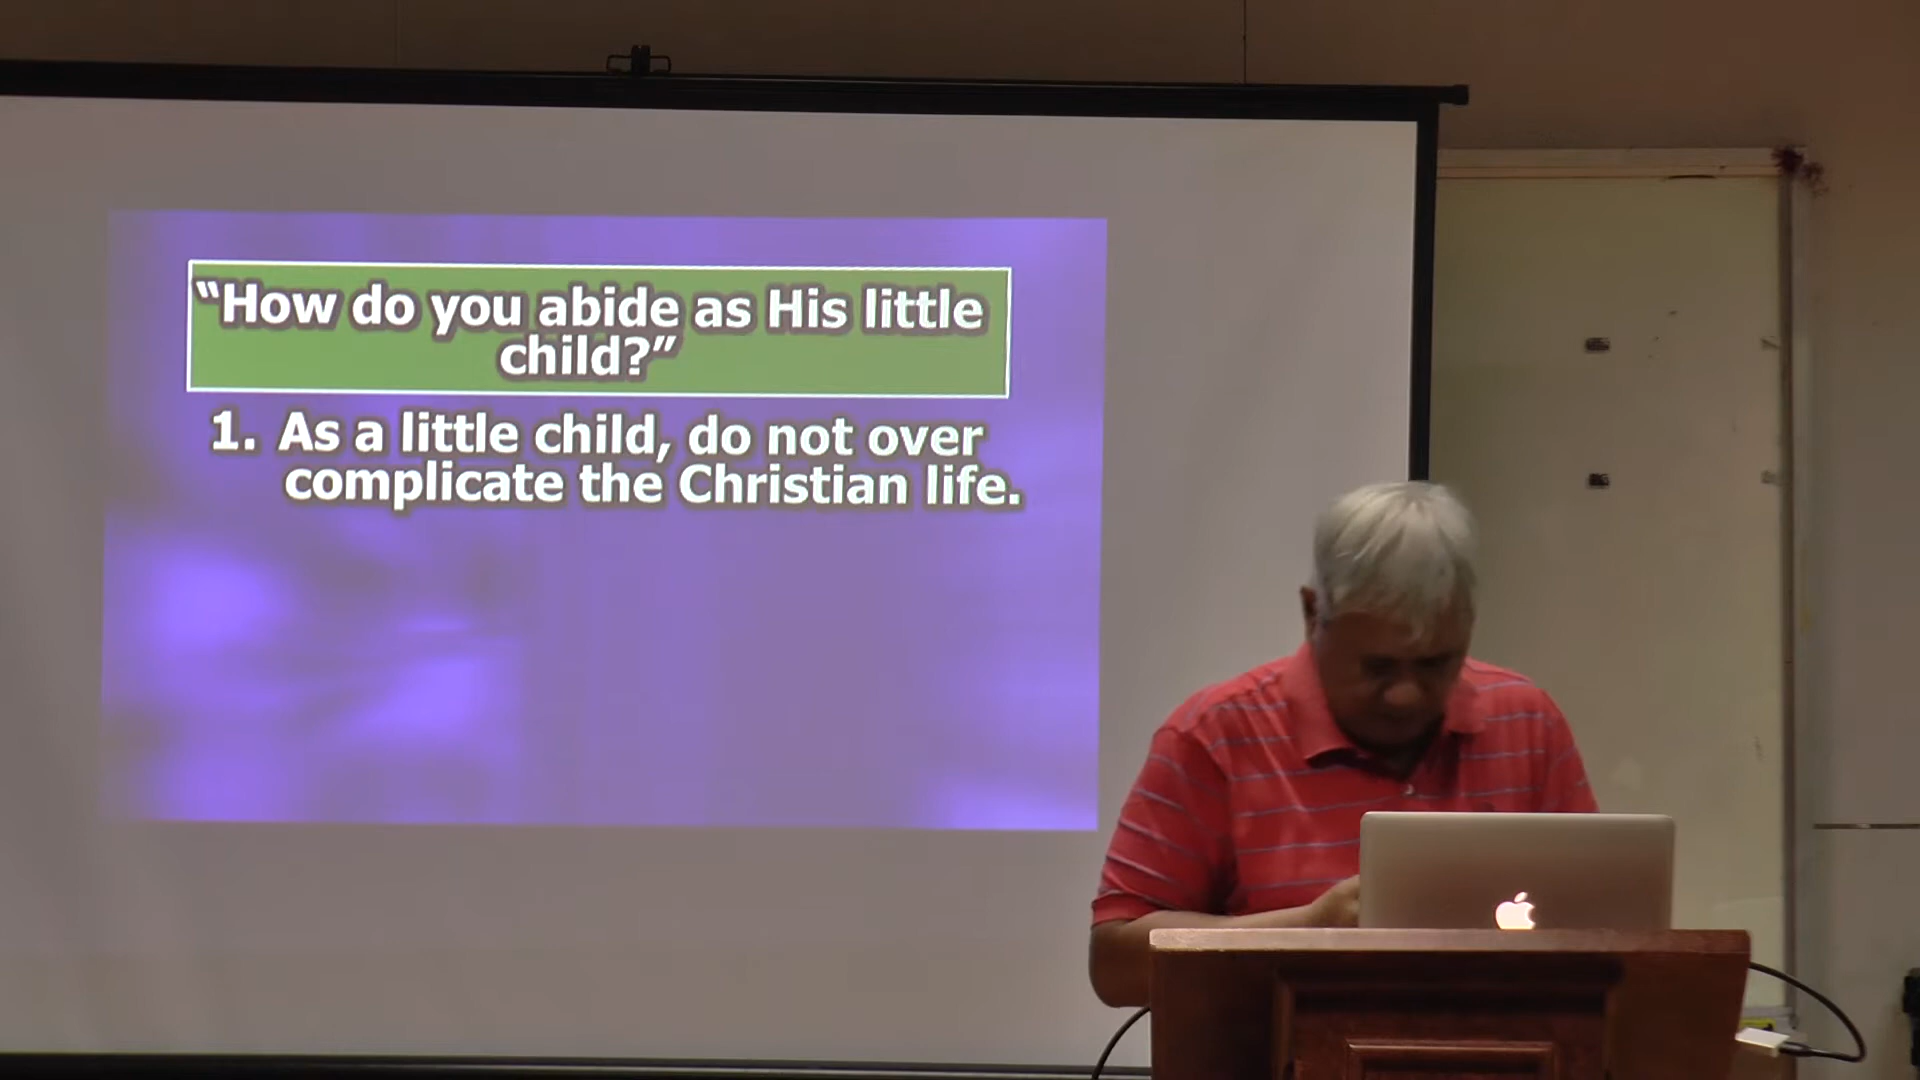 “How do you abide as His little
child?”
1. As a little child, do not over
complicate the Christian life.